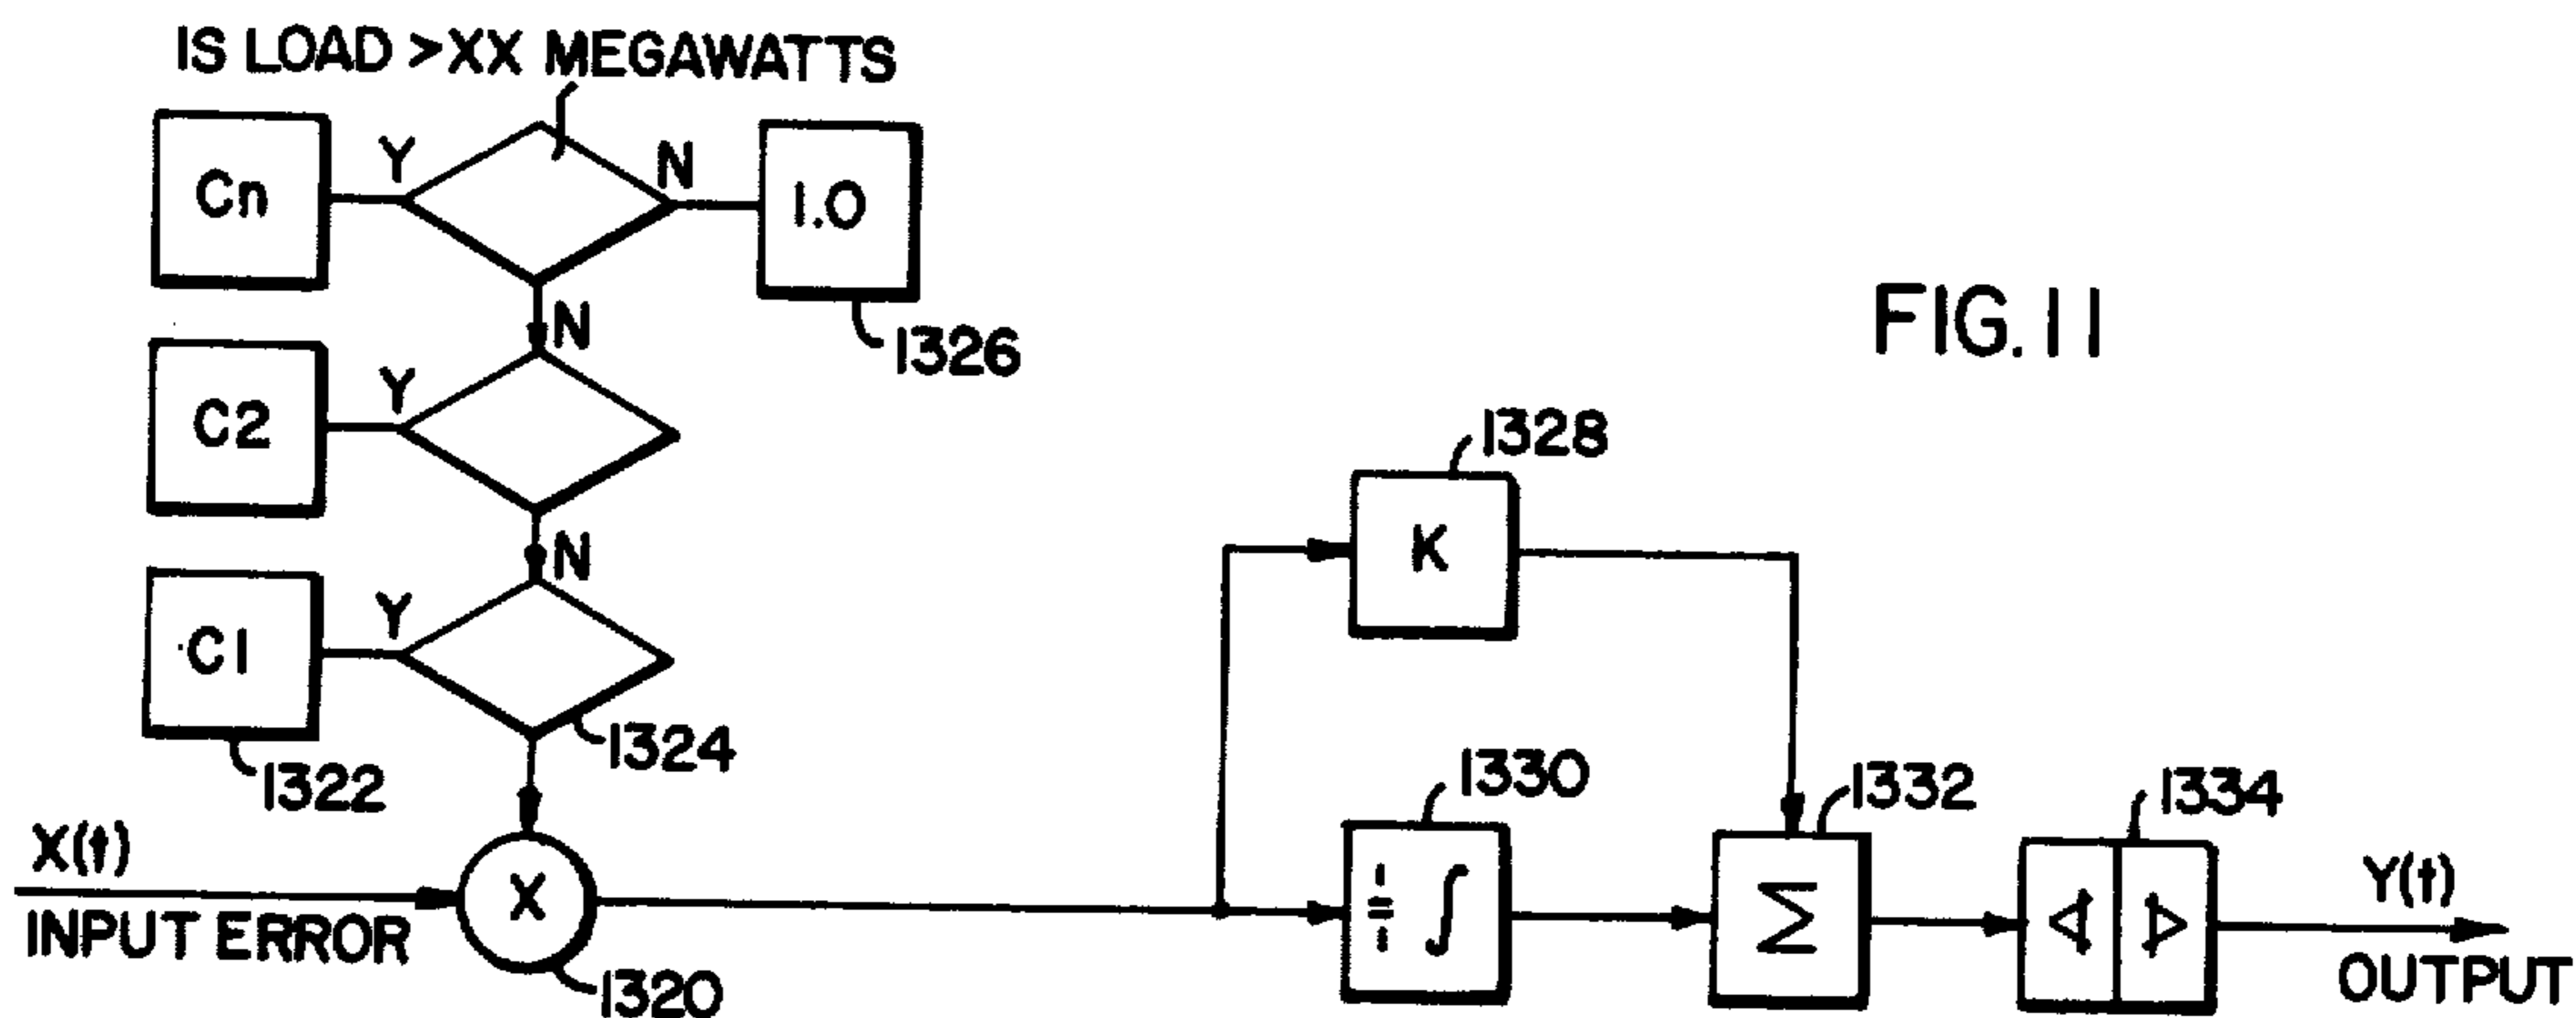 IS LOAD >XX MEGAWATTS
Cn
Y
N
1.0
1326
N
FIG. 11
C2
Y
N
1328
K
C1
Y
1324
1322
1330
1332
1334
X(t)
INPUT ERROR
X
1320
÷ ∫
Σ
Y(t)
OUTPUT